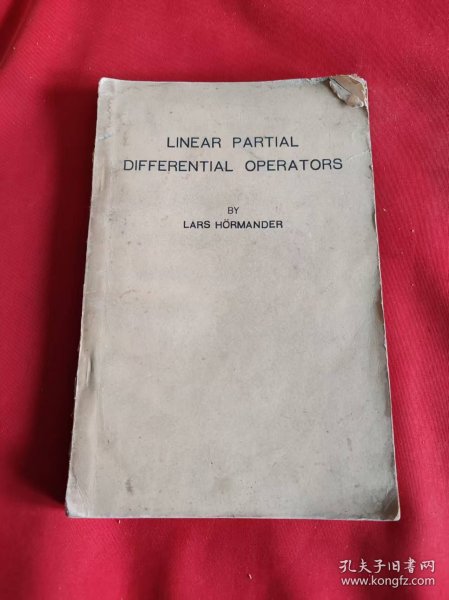 LINEAR PARTIAL
DIFFERENTIAL OPERATORS
BY
LARS HÖRMANDER
孔夫子旧书网
www.kongfz.com